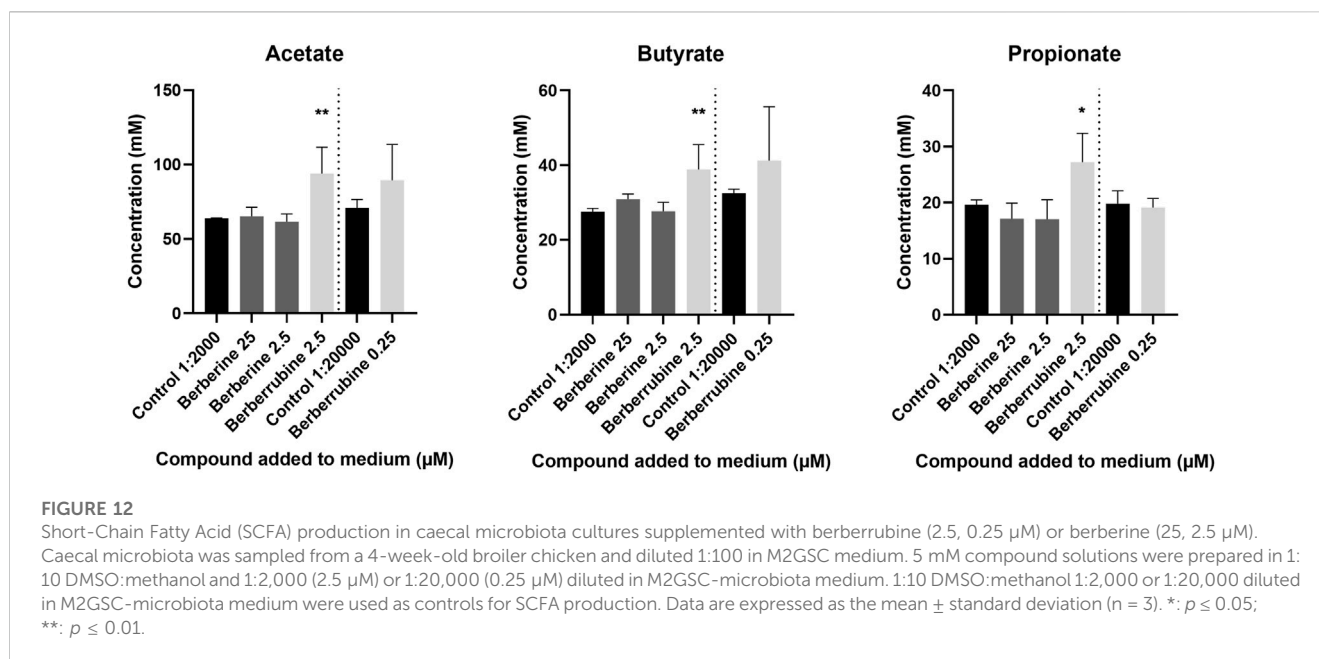 Acetate
Concentration (mM)
150
100
50
0
**
Control 1:2000
Berberine 25
Berberine 2.5
Berberrubine 2.5
Control 1:20000
Berberrubine 0.25
Compound added to medium (µM)
Butyrate
Concentration (mM)
60
40
20
0
**
Control 1:2000
Berberine 25
Berberine 2.5
Berberrubine 2.5
Control 1:20000
Berberrubine 0.25
Compound added to medium (µM)
Propionate
Concentration (mM)
40
30
20
10
0
*
Control 1:2000
Berberine 25
Berberine 2.5
Berberrubine 2.5
Control 1:20000
Berberrubine 0.25
Compound added to medium (µM)
FIGURE 12
Short-Chain Fatty Acid (SCFA) production in caecal microbiota cultures supplemented with berberrubine (2.5, 0.25 µM) or berberine (25, 2.5 µM).
Caecal microbiota was sampled from a 4-week-old broiler chicken and diluted 1:100 in M2GSC medium. 5 mM compound solutions were prepared in 1:
10 DMSO:methanol and 1:2,000 (2.5 µM) or 1:20,000 (0.25 µM) diluted in M2GSC-microbiota medium. 1:10 DMSO:methanol 1:2,000 or 1:20,000 diluted
in M2GSC-microbiota medium were used as controls for SCFA production. Data are expressed as the mean ± standard deviation (n = 3). *: p ≤ 0.05;
**: p ≤ 0.01.